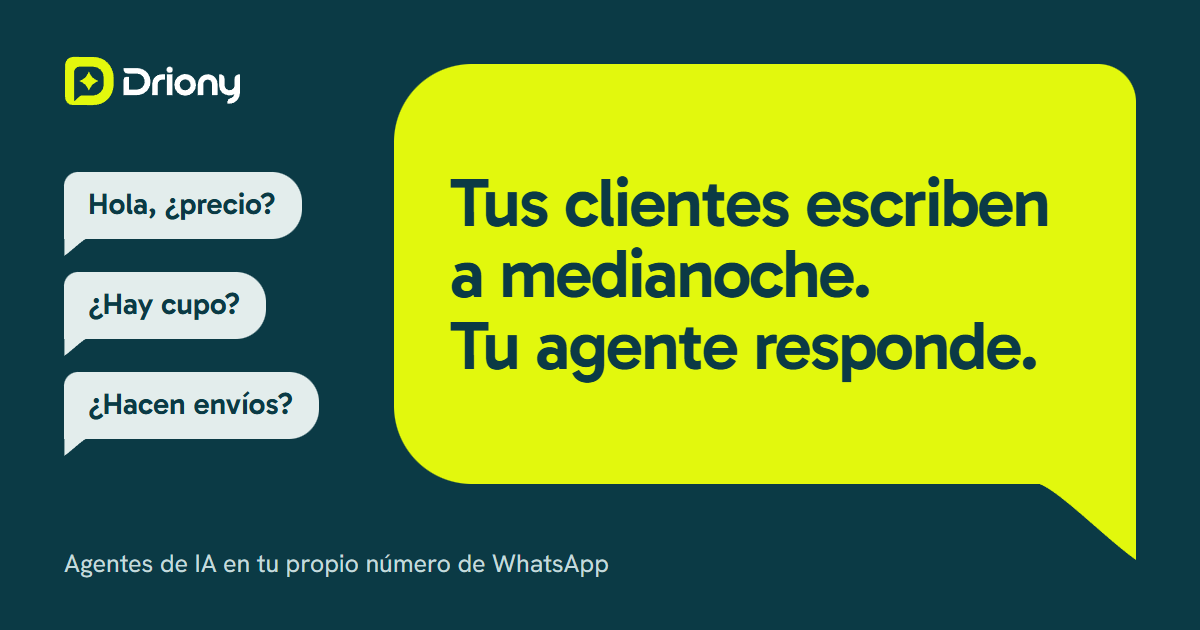 Driony
Hola, ¿precio?
¿Hay cupo?
¿Hacen envíos?
Tus clientes escriben
a medianoche.
Tu agente responde.
Agentes de IA en tu propio número de WhatsApp